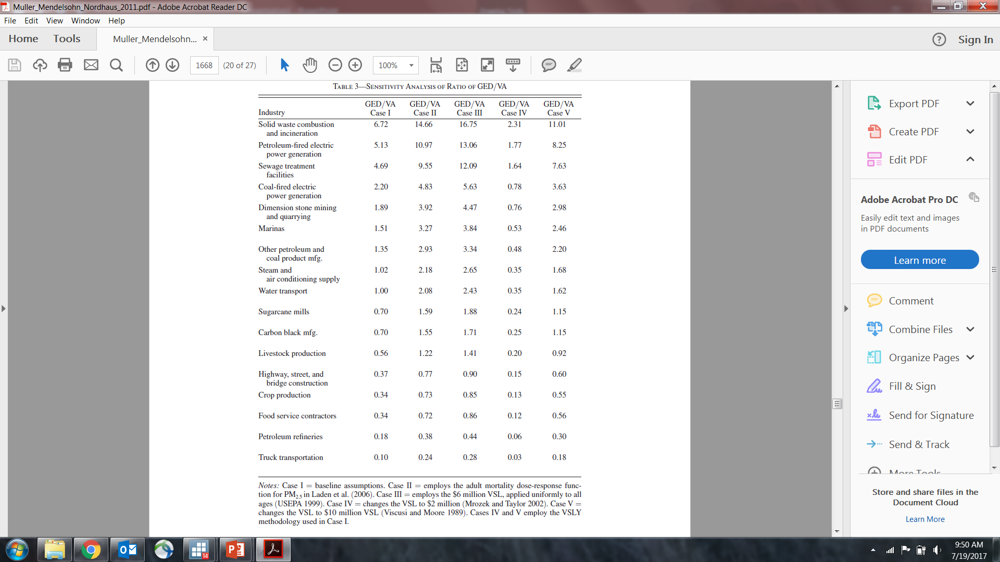 Muller_Mendelsohn_Nordhaus_2011.pdf - Adobe Acrobat Reader DC
File Edit View Window Help
Home Tools Muller_Mendelsohn... × ? Sign In
1668 (20 of 27) 100%
TABLE 3—SENSITIVITY ANALYSIS OF RATIO OF GED/VA
GED/VA GED/VA GED/VA GED/VA GED/VA
Industry Case I Case II Case III Case IV Case V
Solid waste combustion 6.72 14.66 16.75 2.31 11.01
and incineration
Petroleum-fired electric 5.13 10.97 13.06 1.77 8.25
power generation
Sewage treatment 4.69 9.55 12.09 1.64 7.63
facilities
Coal-fired electric 2.20 4.83 5.63 0.78 3.63
power generation
Dimension stone mining 1.89 3.92 4.47 0.76 2.98
and quarrying
Marinas 1.51 3.27 3.84 0.53 2.46
Other petroleum and 1.35 2.93 3.34 0.48 2.20
coal product mfg.
Steam and 1.02 2.18 2.65 0.35 1.68
air conditioning supply
Water transport 1.00 2.08 2.43 0.35 1.62
Sugarcane mills 0.70 1.59 1.88 0.24 1.15
Carbon black mfg. 0.70 1.55 1.71 0.25 1.15
Livestock production 0.56 1.22 1.41 0.20 0.92
Highway, street, and 0.37 0.77 0.90 0.15 0.60
bridge construction
Crop production 0.34 0.73 0.85 0.13 0.55
Food service contractors 0.34 0.72 0.86 0.12 0.56
Petroleum refineries 0.18 0.38 0.44 0.06 0.30
Truck transportation 0.10 0.24 0.28 0.03 0.18
Notes: Case I = baseline assumptions. Case II = employs the adult mortality dose-response func-
tion for PM2.5 in Laden et al. (2006). Case III = employs the $6 million VSL, applied uniformly to all
ages (USEPA 1999). Case IV = changes the VSL to $2 million (Mrozek and Taylor 2002). Case V =
changes the VSL to $10 million VSL (Viscusi and Moore 1989). Cases IV and V employ the VSLY
methodology used in Case I.
Export PDF
Create PDF
Edit PDF
Adobe Acrobat Pro DC
Easily edit text and images
in PDF documents
Learn more
Comment
Combine Files
Organize Pages
Fill & Sign
Send for Signature
Send & Track
More Tools
Store and share files in the
Document Cloud
Learn More
14
9:50 AM
7/19/2017